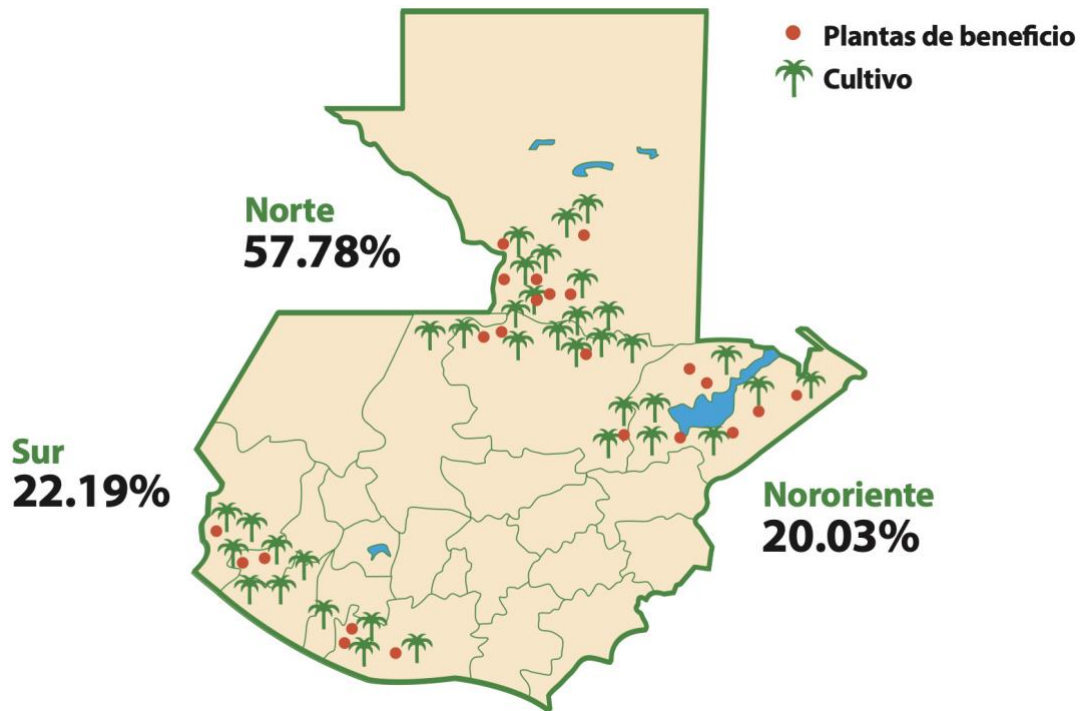 Plantas de beneficio
Cultivo
Norte
57.78%
Sur
22.19%
Nororiente
20.03%